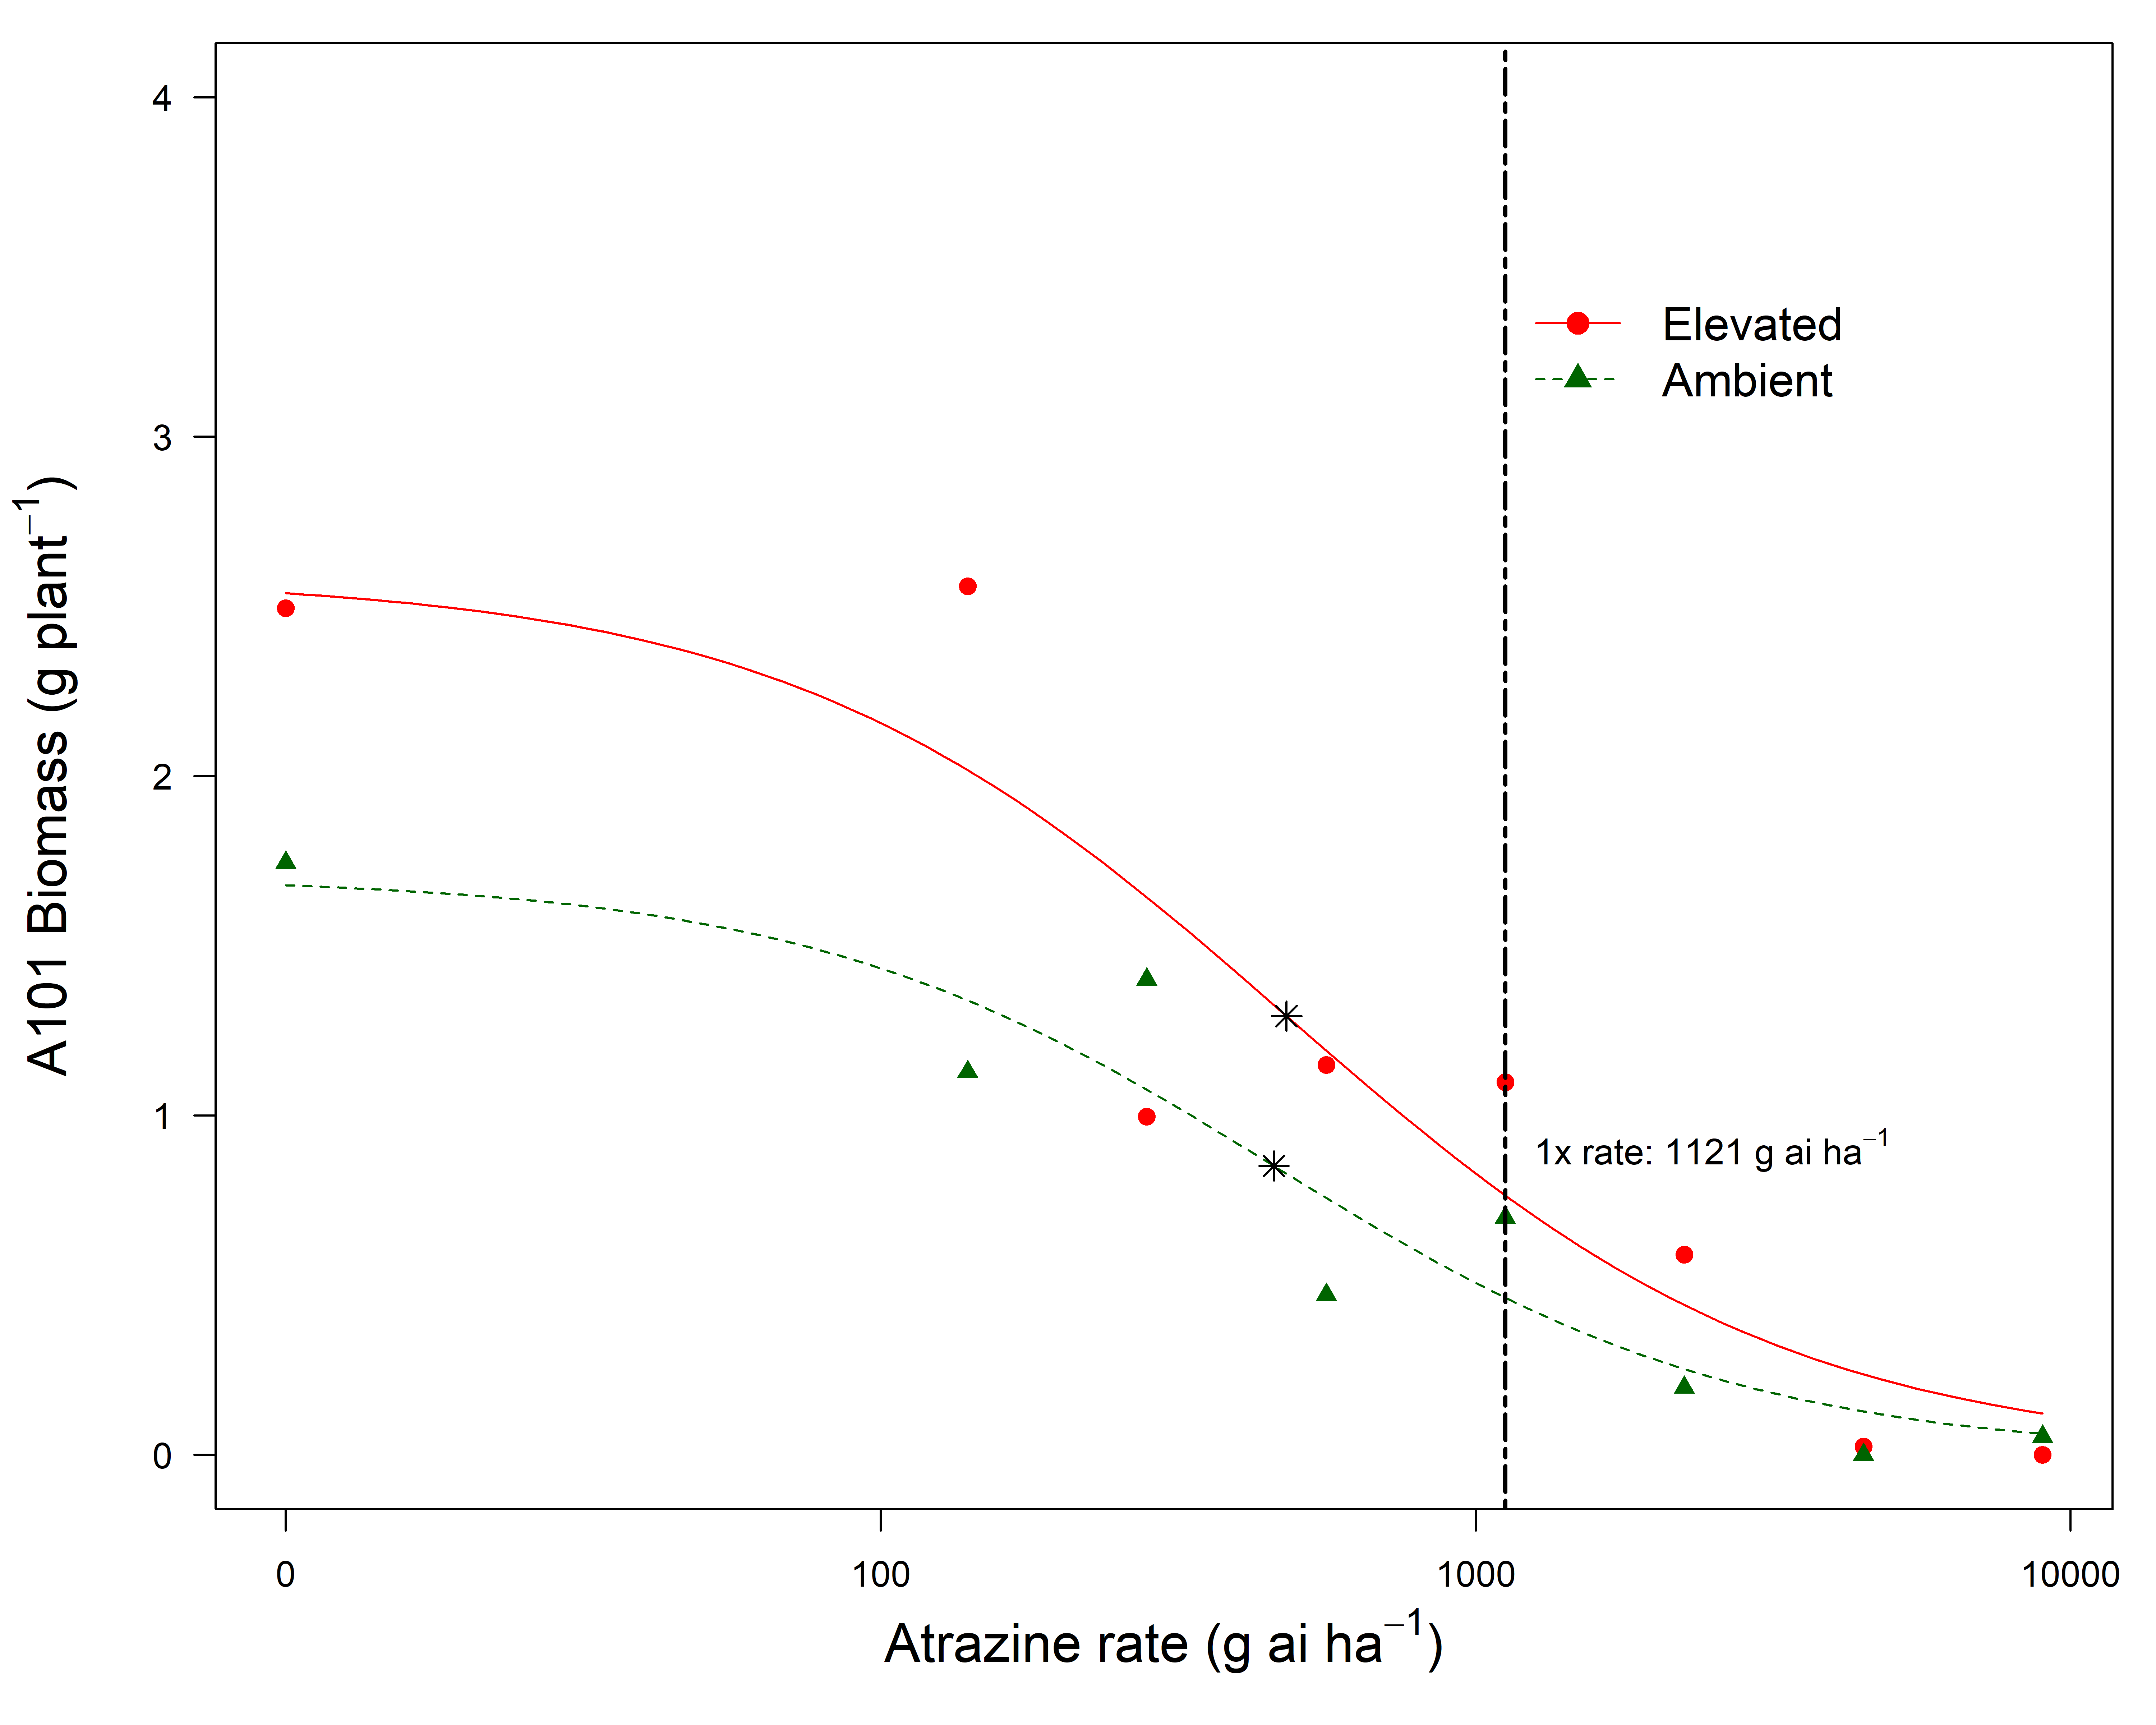 A101 Biomass (g plant⁻¹)
4
3
2
1
0
Elevated
Ambient
1x rate: 1121 g ai ha⁻¹
0 100 1000 10000
Atrazine rate (g ai ha⁻¹)